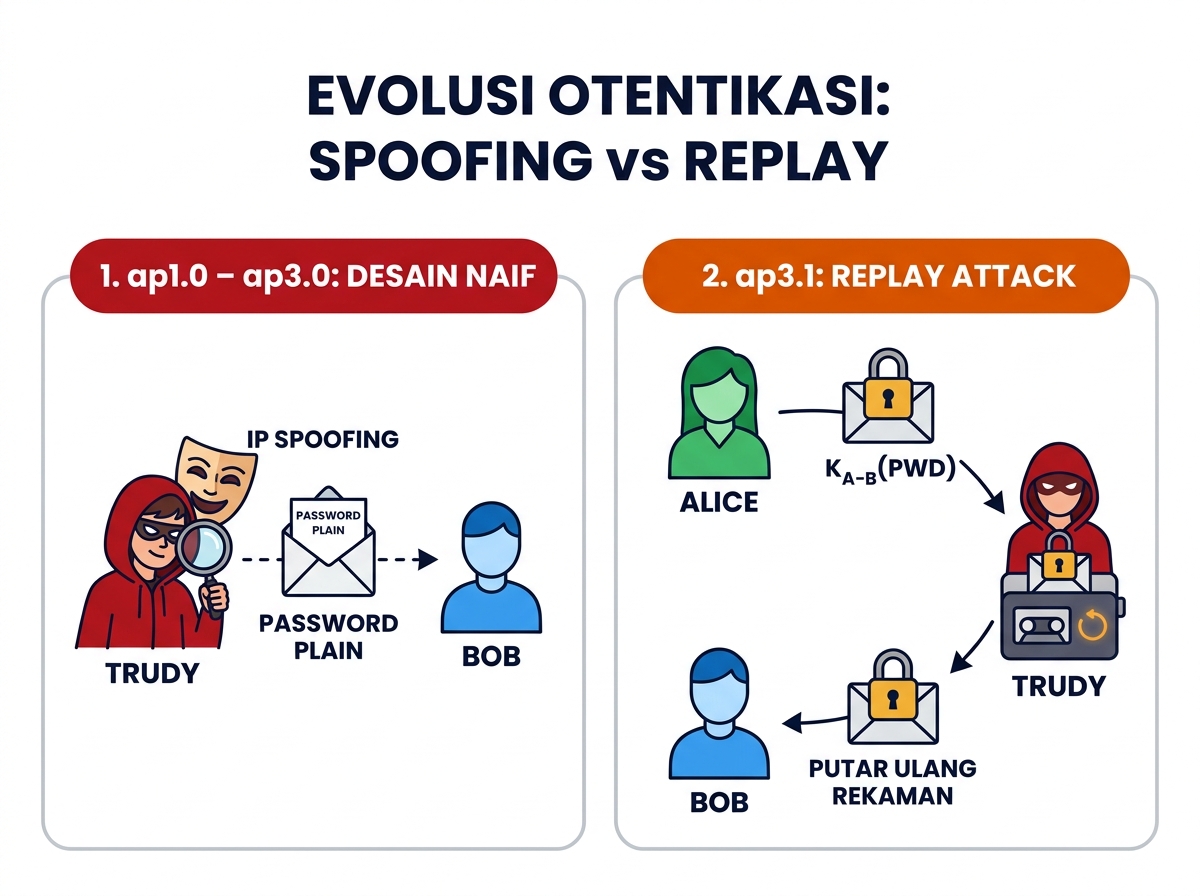 EVOLUSI OTENTIKASI:
SPOOFING vs REPLAY
1. ap1.0 – ap3.0: DESAIN NAIF
IP SPOOFING
PASSWORD
PLAIN
PASSWORD
PLAIN
TRUDY
BOB
2. ap3.1: REPLAY ATTACK
ALICE
K_A-B(PWD)
TRUDY
PUTAR ULANG
REKAMAN
BOB